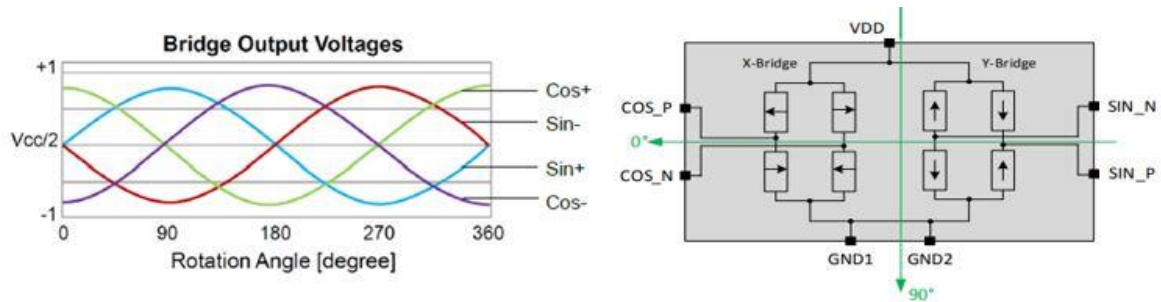 Bridge Output Voltages
+1
Vcc/2
-1
Cos+
Sin-
Sin+
Cos-
0 90 180 270 360
Rotation Angle [degree]
VDD
X-Bridge Y-Bridge
COS_P SIN_N
0°
COS_N SIN_P
GND1 GND2
90°